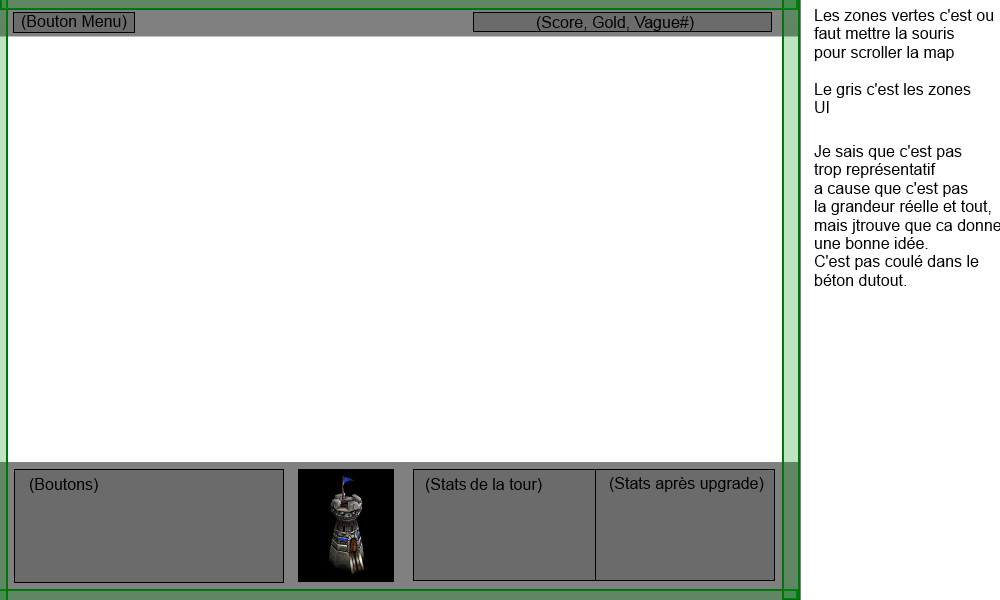 (Bouton Menu)
(Score, Gold, Vague#)
Les zones vertes c'est ou
faut mettre la souris
pour scroller la map
Le gris c'est les zones
UI
Je sais que c'est pas
trop représentatif
a cause que c'est pas
la grandeur réelle et tout,
mais jtrouve que ca donne
une bonne idée.
C'est pas coulé dans le
béton dutout.
(Boutons)
(Stats de la tour)
(Stats après upgrade)